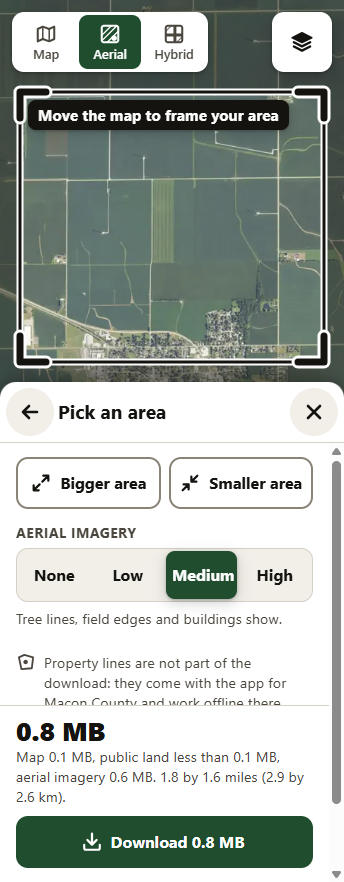 Map
Aerial
Hybrid
Move the map to frame your area
Pick an area
Bigger area
Smaller area
AERIAL IMAGERY
None
Low
Medium
High
Tree lines, field edges and buildings show.
Property lines are not part of the
download: they come with the app for
Macon County and work offline there
0.8 MB
Map 0.1 MB, public land less than 0.1 MB,
aerial imagery 0.6 MB. 1.8 by 1.6 miles (2.9 by
2.6 km).
Download 0.8 MB